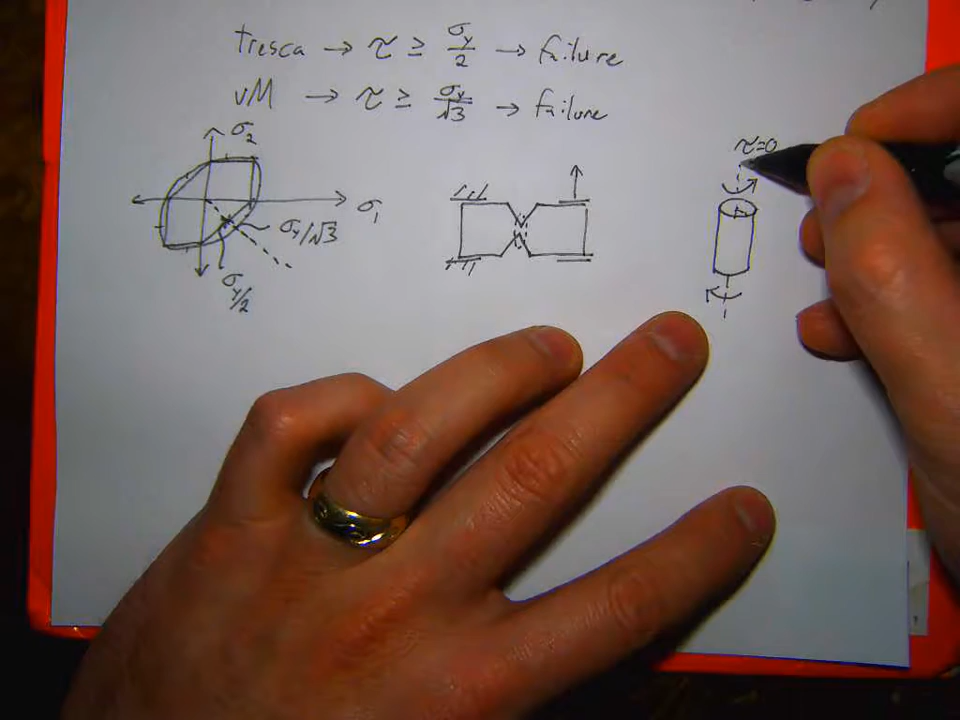 tresca → τ ≥ σy/2 → failure
vM → τ ≥ σy/√3 → failure
σ2
τ=0
σ1
σy/√3
σy/2